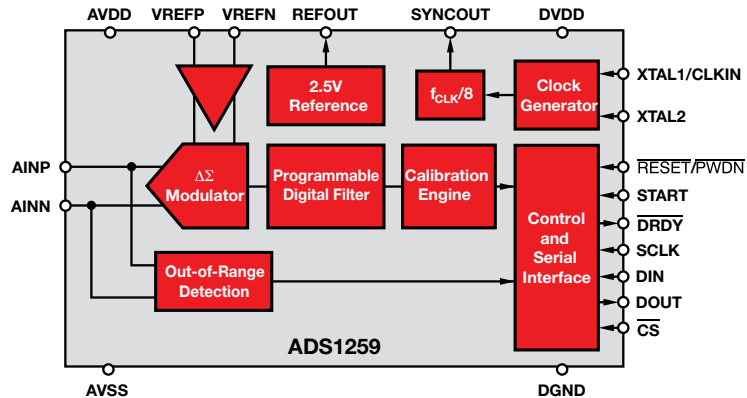 AVDD
VREFP
VREFN
REFOUT
SYNCOUT
DVDD
2.5V
Reference
fCLK/8
Clock
Generator
XTAL1/CLKIN
XTAL2
AINP
AINN
ΔΣ
Modulator
Programmable
Digital Filter
Calibration
Engine
Control
and
Serial
Interface
RESET/PWDN
START
DRDY
SCLK
DIN
DOUT
CS
Out-of-Range
Detection
ADS1259
AVSS
DGND